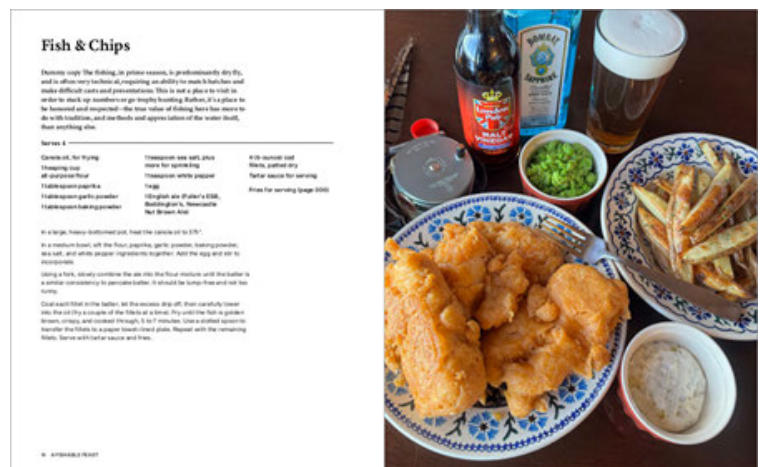 Fish & Chips
Dummy copy The fishing, in prime season, is predominantly dry fly,
and is often very technical, requiring an ability to match hatches and
make difficult casts and presentations. This is not a place to visit in
order to stack up numbers or go trophy hunting. Rather, it's a place to
be honored and respected—the true value of fishing here has more to
do with tradition, and methods and appreciation of the water itself,
than anything else.
Serves 4
Canola oil, for frying
1 heaping cup
all-purpose flour
1 tablespoon paprika
1 tablespoon garlic powder
1 tablespoon baking powder
1 teaspoon sea salt, plus
more for sprinkling
1 teaspoon white pepper
1 egg
1 English ale (Fuller's ESB,
Boddington's, Newcastle
Nut Brown Ale)
4 (6-ounce) cod
fillets, patted dry
Tartar sauce for serving
Fries for serving (page 000)
In a large, heavy-bottomed pot, heat the canola oil to 375°.
In a medium bowl, sift the flour, paprika, garlic powder, baking powder,
sea salt, and white pepper ingredients together. Add the egg and stir to
incorporate.
Using a fork, slowly combine the ale into the flour mixture until the batter is
a similar consistency to pancake batter. It should be lump-free and not too
runny.
Coat each fillet in the batter, let the excess drip off, then carefully lower
into the oil (fry a couple of the fillets at a time). Fry until the fish is golden
brown, crispy, and cooked through, 5 to 7 minutes. Use a slotted spoon to
transfer the fillets to a paper towel-lined plate. Repeat with the remaining
fillets. Serve with tartar sauce and fries.
A FISHABLE FEAST
BOMBAY
SAPPHIRE
London
Pub
MALT
VINEGAR